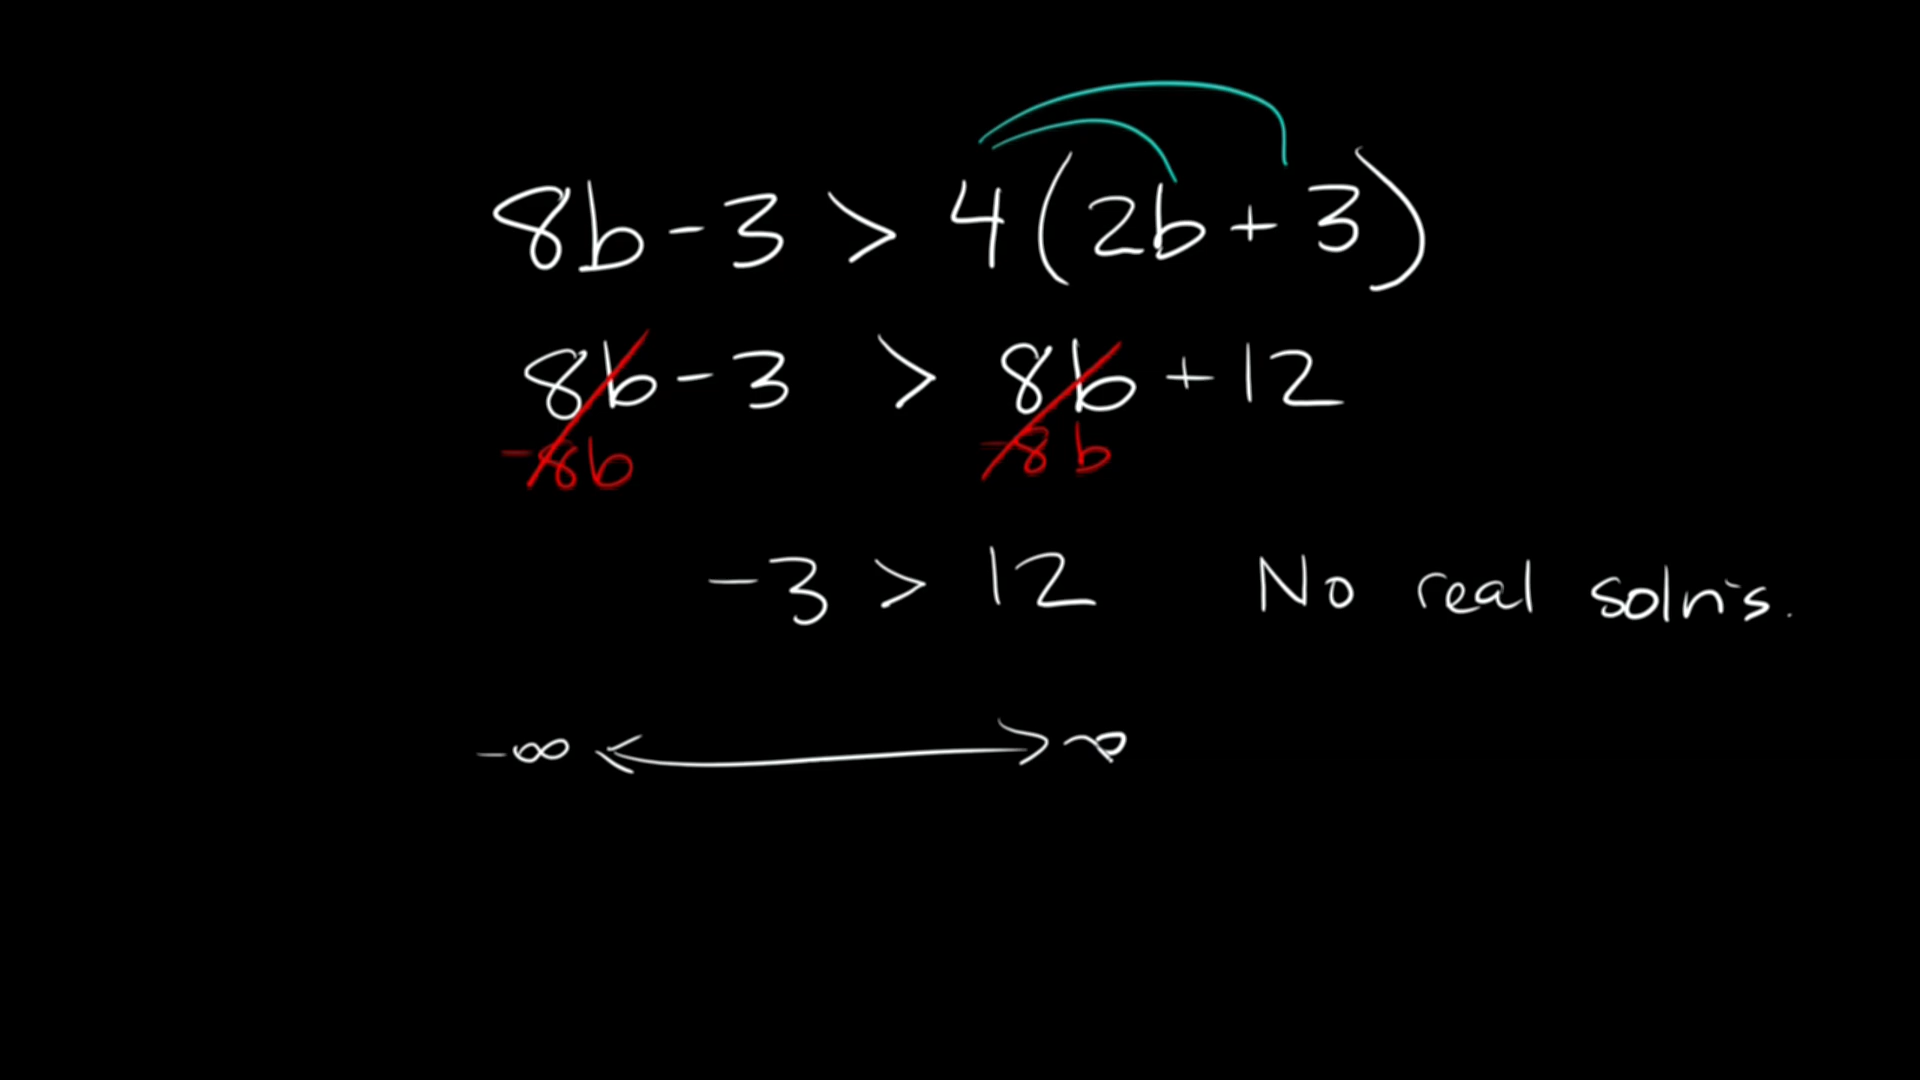 8b - 3 > 4(2b + 3)
8b - 3 > 8b + 12
-8b -8b
-3 > 12 No real soln's.
-∞ ∞